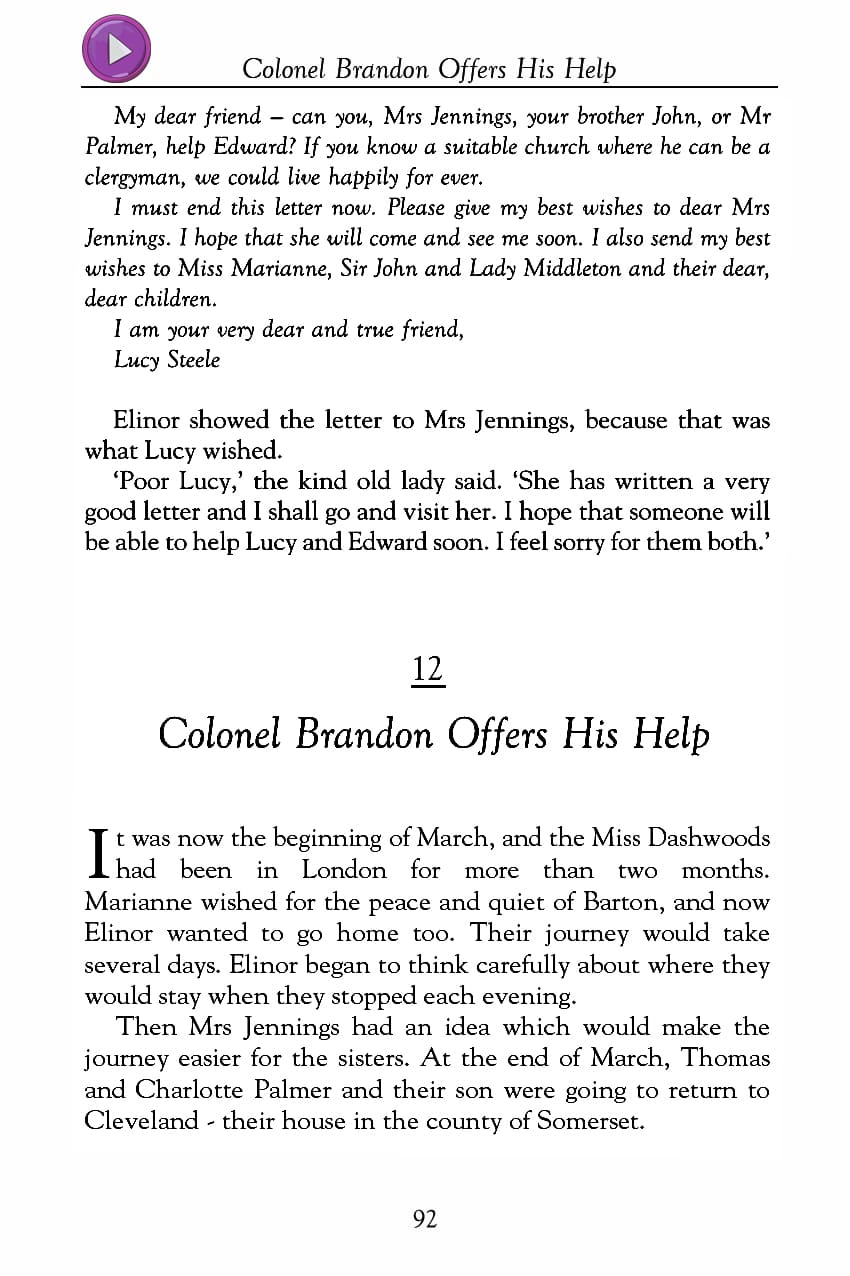 Colonel Brandon Offers His Help
My dear friend – can you, Mrs Jennings, your brother John, or Mr
Palmer, help Edward? If you know a suitable church where he can be a
clergyman, we could live happily for ever.
I must end this letter now. Please give my best wishes to dear Mrs
Jennings. I hope that she will come and see me soon. I also send my best
wishes to Miss Marianne, Sir John and Lady Middleton and their dear,
dear children.
I am your very dear and true friend,
Lucy Steele
Elinor showed the letter to Mrs Jennings, because that was
what Lucy wished.
‘Poor Lucy,’ the kind old lady said. ‘She has written a very
good letter and I shall go and visit her. I hope that someone will
be able to help Lucy and Edward soon. I feel sorry for them both.’
12
Colonel Brandon Offers His Help
It was now the beginning of March, and the Miss Dashwoods
had been in London for more than two months.
Marianne wished for the peace and quiet of Barton, and now
Elinor wanted to go home too. Their journey would take
several days. Elinor began to think carefully about where they
would stay when they stopped each evening.
Then Mrs Jennings had an idea which would make the
journey easier for the sisters. At the end of March, Thomas
and Charlotte Palmer and their son were going to return to
Cleveland - their house in the county of Somerset.
92